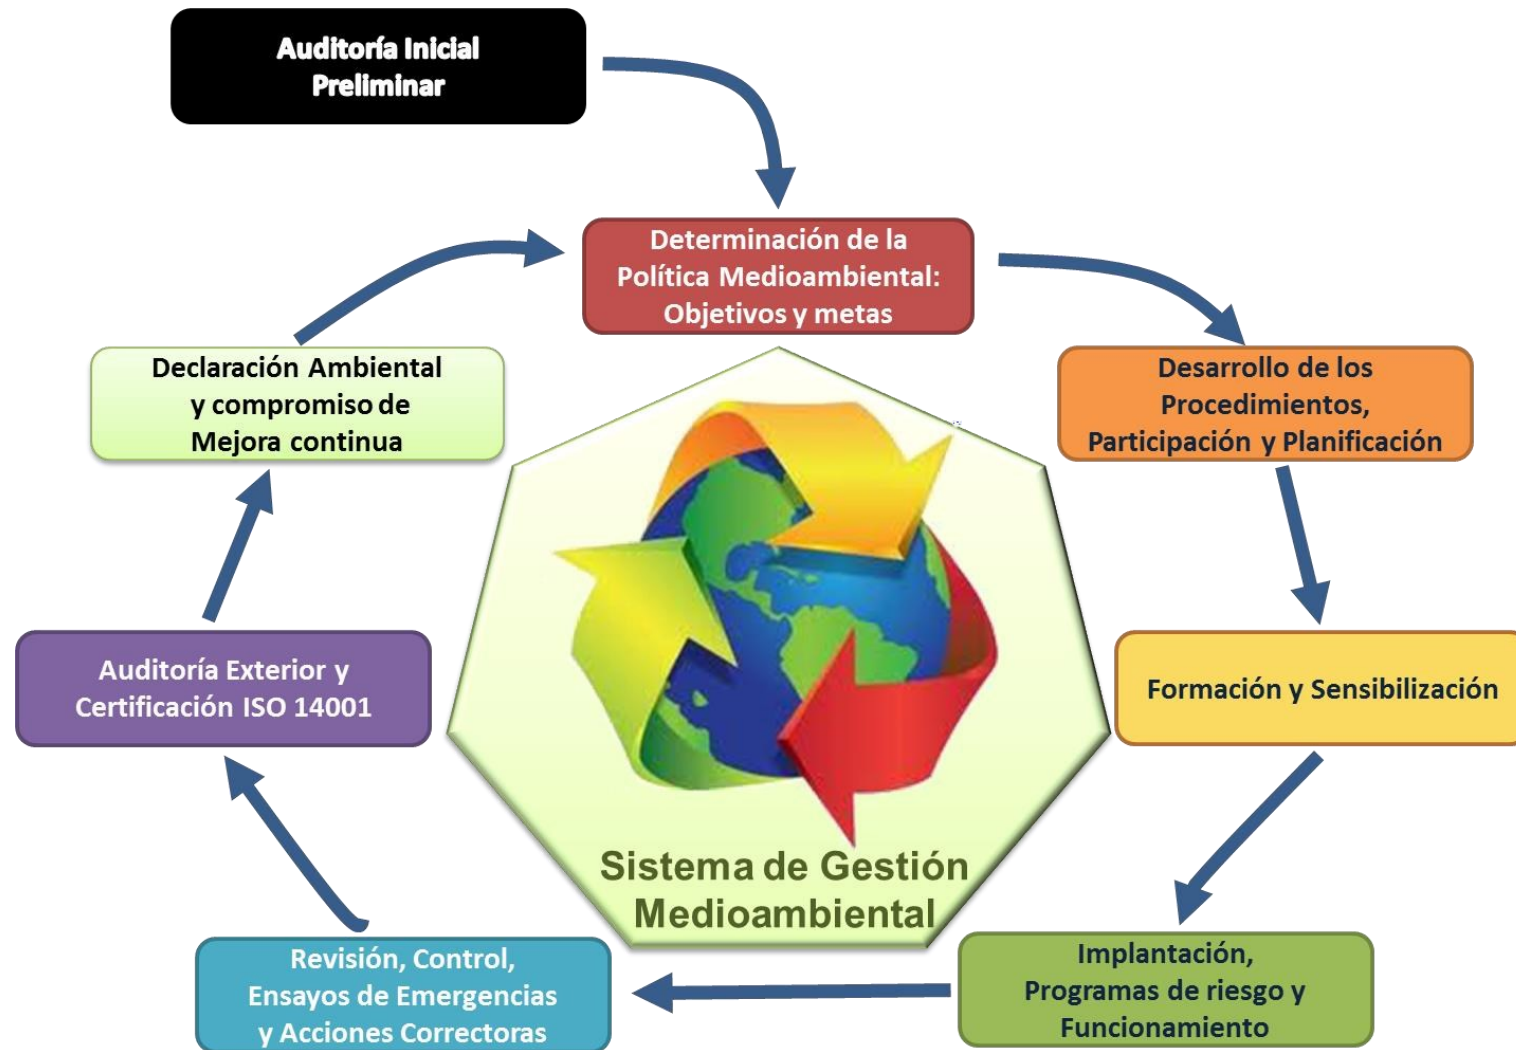 Auditoría Inicial
Preliminar
Determinación de la
Política Medioambiental:
Objetivos y metas
Desarrollo de los
Procedimientos,
Participación y Planificación
Formación y Sensibilización
Implantación,
Programas de riesgo y
Funcionamiento
Revisión, Control,
Ensayos de Emergencias
y Acciones Correctoras
Auditoría Exterior y
Certificación ISO 14001
Declaración Ambiental
y compromiso de
Mejora continua
Sistema de Gestión
Medioambiental